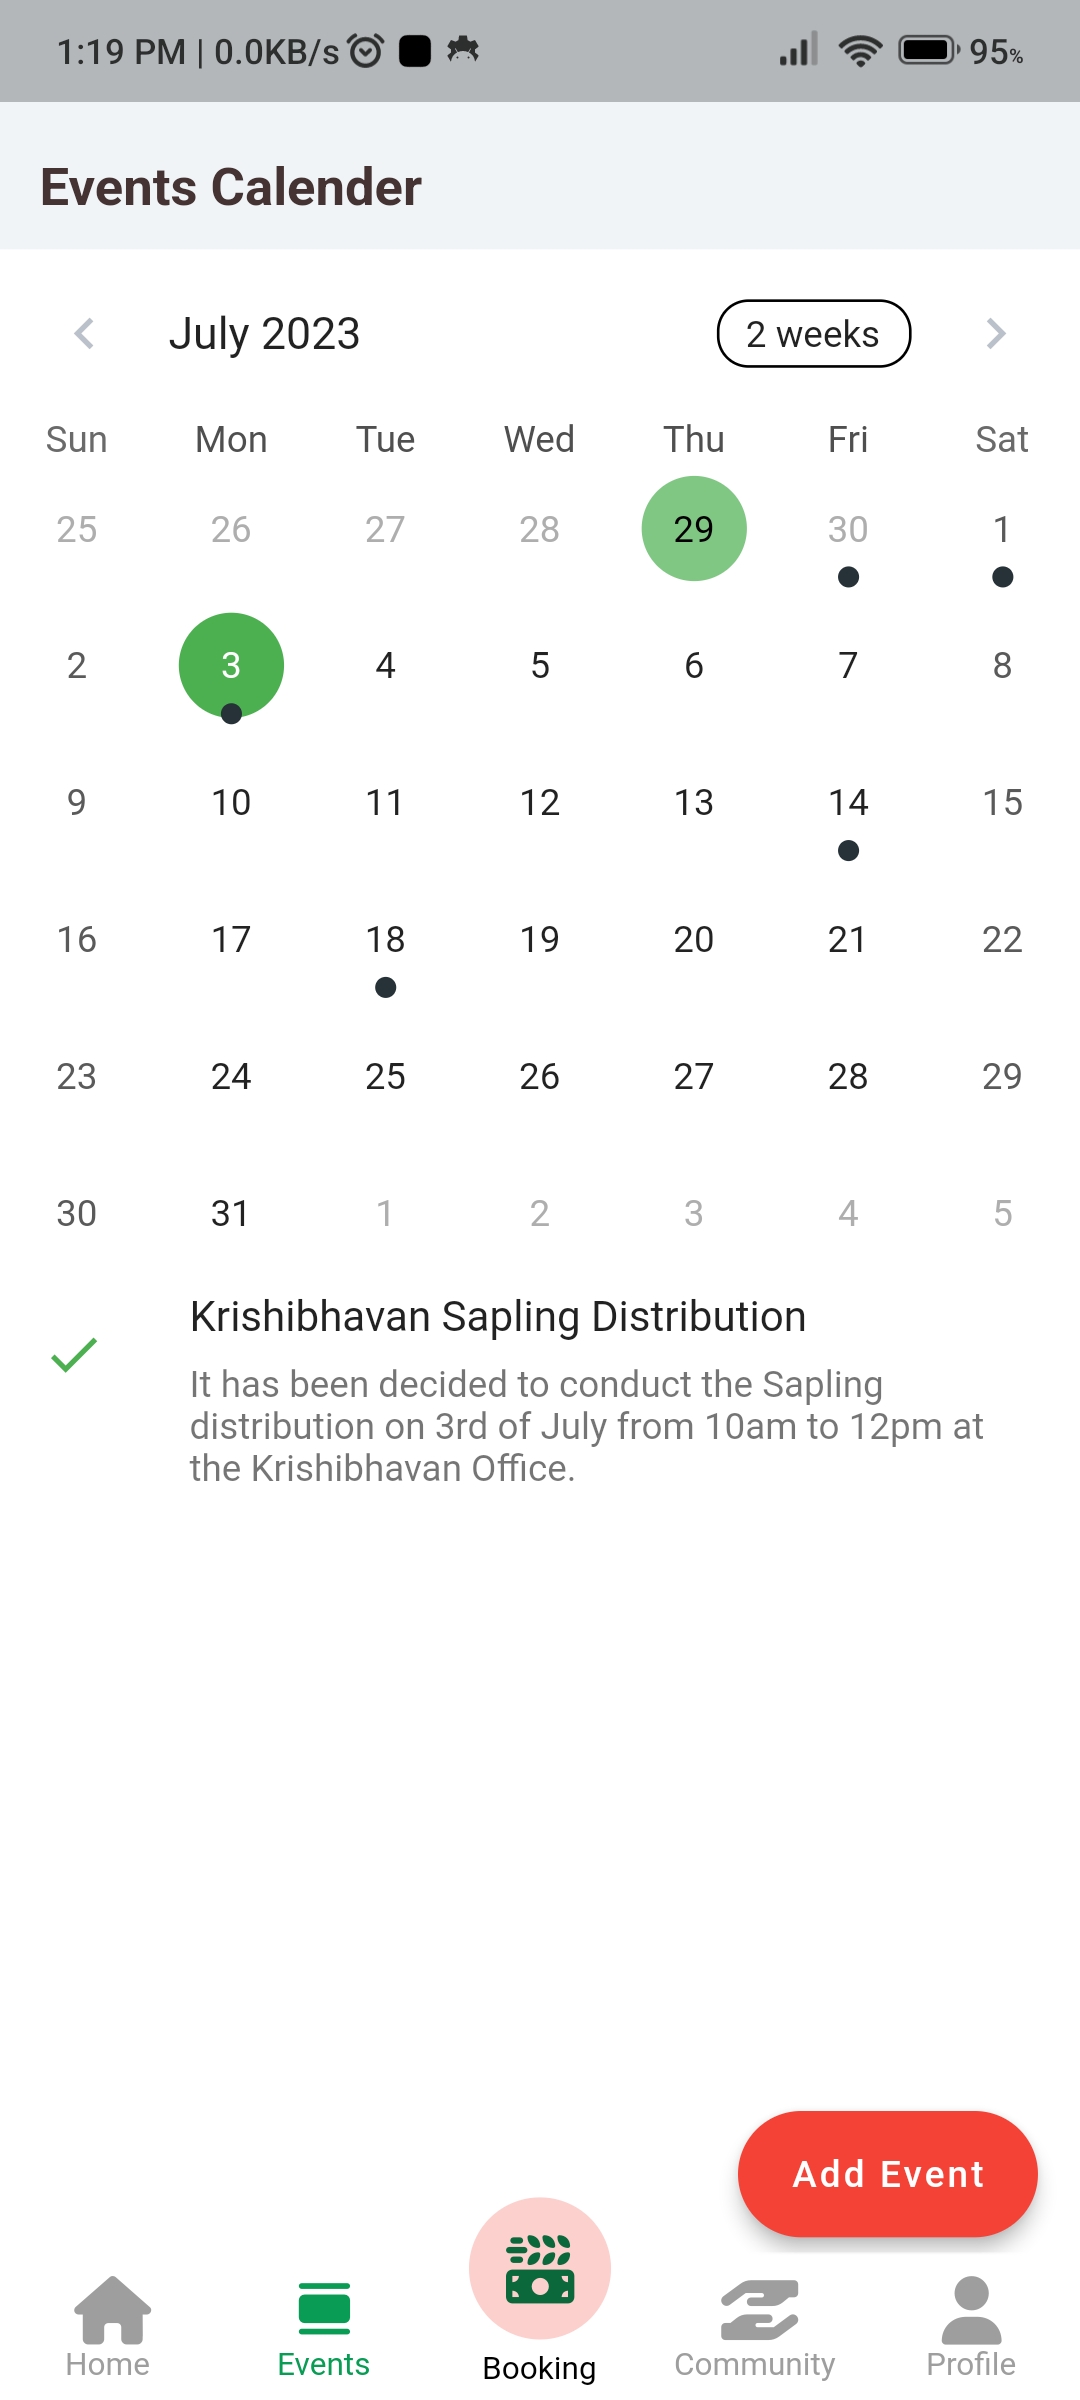 1:19 PM | 0.0KB/s 95%
Events Calender
July 2023 2 weeks
Sun Mon Tue Wed Thu Fri Sat
25 26 27 28 29 30 1
2 3 4 5 6 7 8
9 10 11 12 13 14 15
16 17 18 19 20 21 22
23 24 25 26 27 28 29
30 31 1 2 3 4 5
Krishibhavan Sapling Distribution
It has been decided to conduct the Sapling
distribution on 3rd of July from 10am to 12pm at
the Krishibhavan Office.
Add Event
Home Events Booking Community Profile